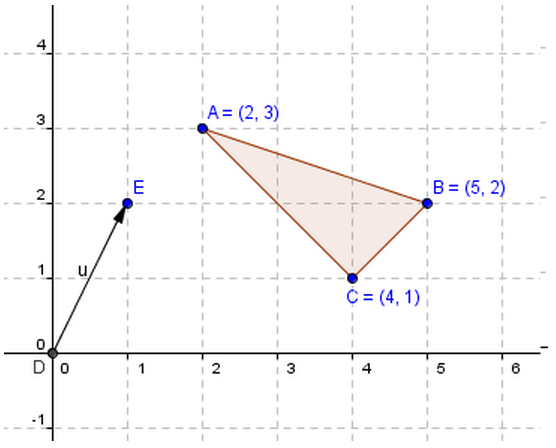 4
A = (2, 3)
3
E
2
B = (5, 2)
u
1
C = (4, 1)
0
D
0 1 2 3 4 5 6
-1